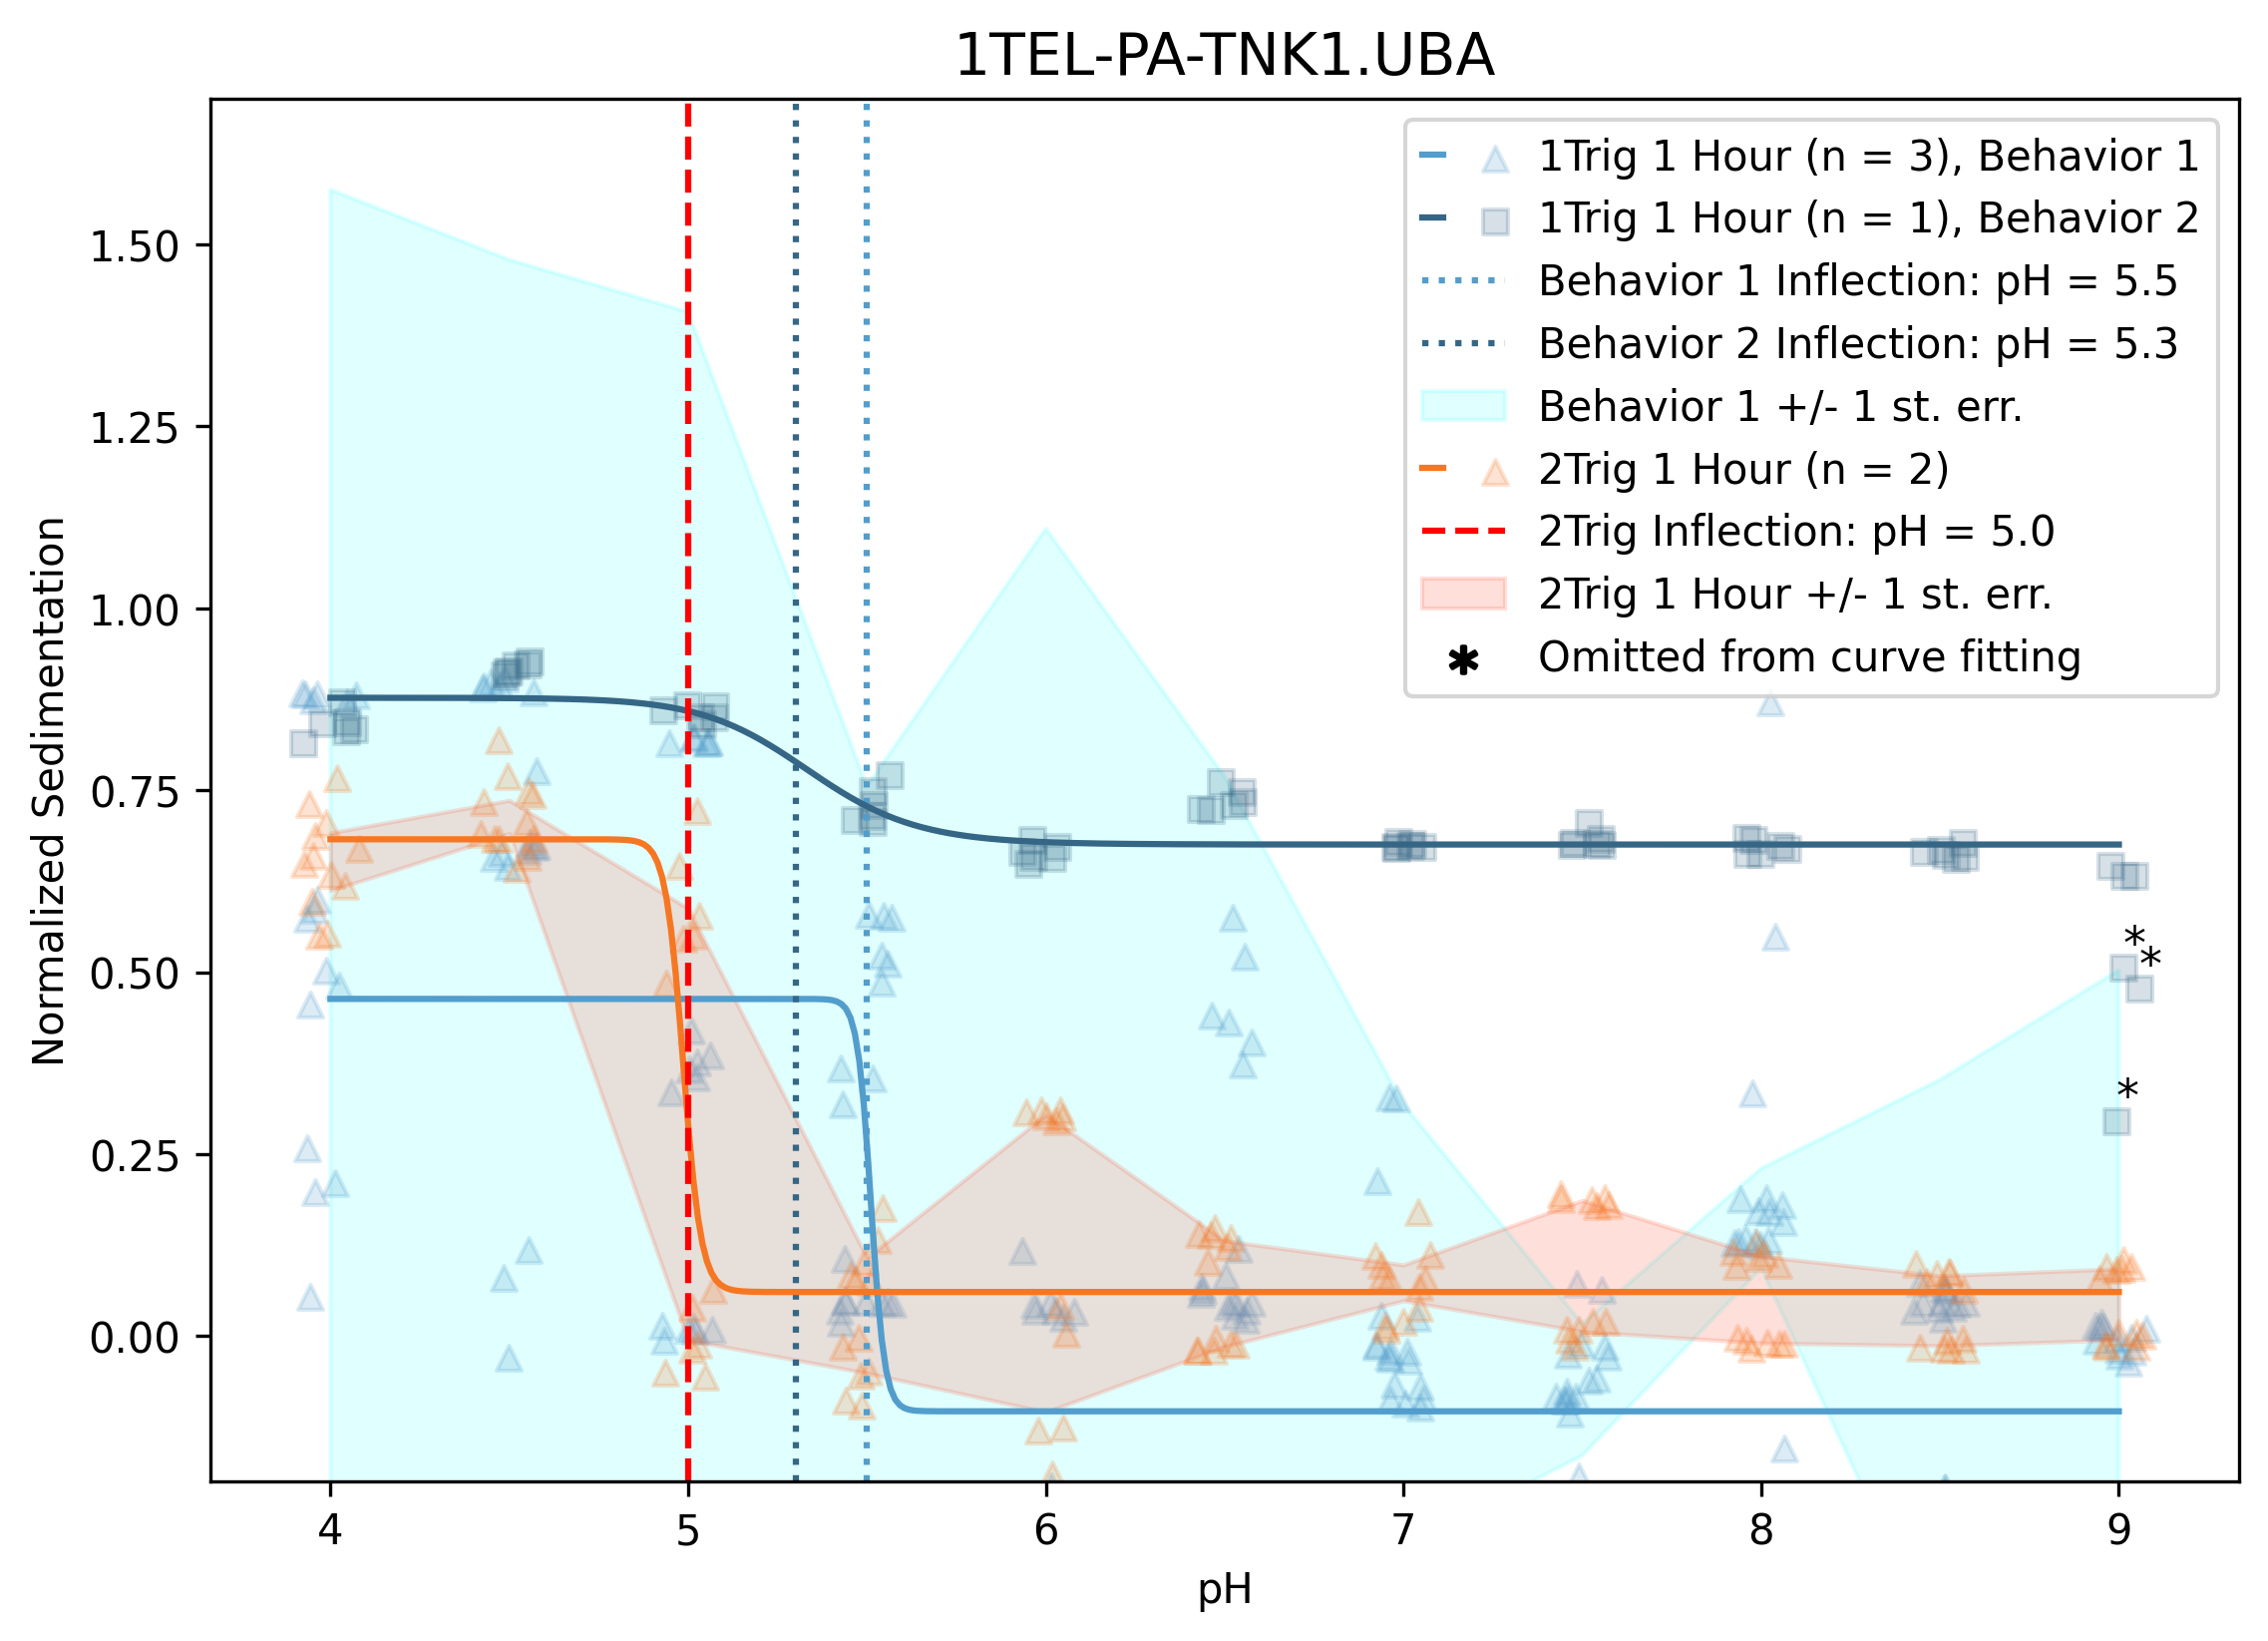 1TEL-PA-TNK1.UBA
1Trig 1 Hour (n = 3), Behavior 1
1Trig 1 Hour (n = 1), Behavior 2
Behavior 1 Inflection: pH = 5.5
Behavior 2 Inflection: pH = 5.3
Behavior 1 +/- 1 st. err.
2Trig 1 Hour (n = 2)
2Trig Inflection: pH = 5.0
2Trig 1 Hour +/- 1 st. err.
Omitted from curve fitting
Normalized Sedimentation
1.50
1.25
1.00
0.75
0.50
0.25
0.00
*
*
*
4 5 6 7 8 9
pH